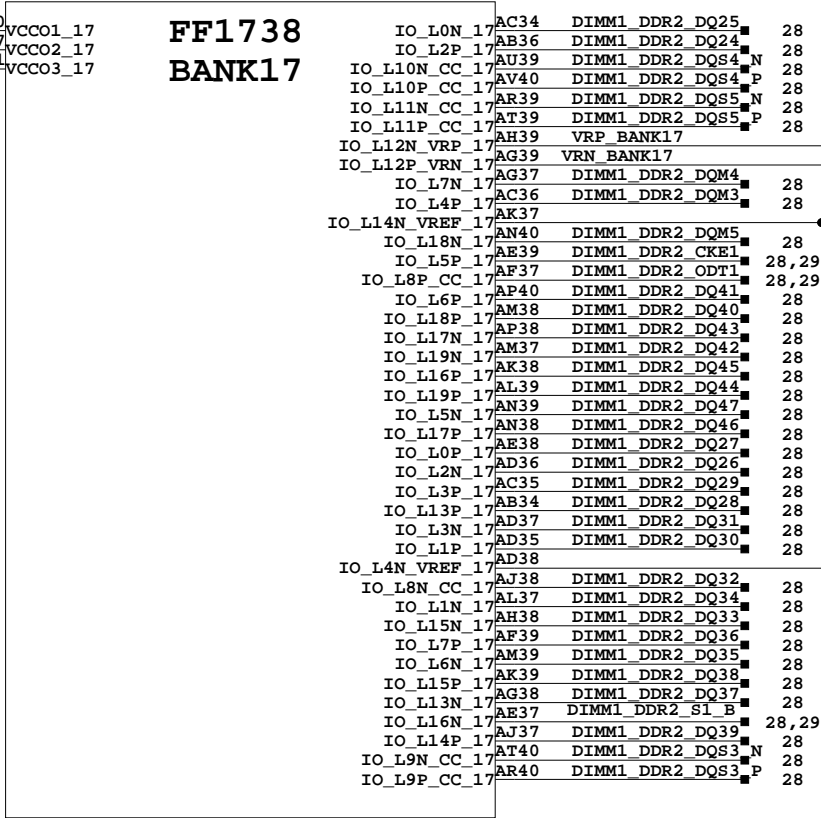 VCCO1_17 FF1738 IO_L0N_17 AC34 DIMM1_DDR2_DQ25 28
VCCO2_17 IO_L2P_17 AB36 DIMM1_DDR2_DQ24 28
VCCO3_17 BANK17 IO_L10N_CC_17 AU39 DIMM1_DDR2_DQS4_N 28
IO_L10P_CC_17 AV40 DIMM1_DDR2_DQS4_P 28
IO_L11N_CC_17 AR39 DIMM1_DDR2_DQS5_N 28
IO_L11P_CC_17 AT39 DIMM1_DDR2_DQS5_P 28
IO_L12N_VRP_17 AH39 VRP_BANK17
IO_L12P_VRN_17 AG39 VRN_BANK17
IO_L7N_17 AG37 DIMM1_DDR2_DQM4 28
IO_L4P_17 AC36 DIMM1_DDR2_DQM3 28
IO_L14N_VREF_17 AK37
IO_L18N_17 AN40 DIMM1_DDR2_DQM5 28
IO_L5P_17 AE39 DIMM1_DDR2_CKE1 28,29
IO_L8P_CC_17 AF37 DIMM1_DDR2_ODT1 28,29
IO_L6P_17 AP40 DIMM1_DDR2_DQ41 28
IO_L18P_17 AM38 DIMM1_DDR2_DQ40 28
IO_L17N_17 AP38 DIMM1_DDR2_DQ43 28
IO_L19N_17 AM37 DIMM1_DDR2_DQ42 28
IO_L16P_17 AK38 DIMM1_DDR2_DQ45 28
IO_L19P_17 AL39 DIMM1_DDR2_DQ44 28
IO_L5N_17 AN39 DIMM1_DDR2_DQ47 28
IO_L17P_17 AN38 DIMM1_DDR2_DQ46 28
IO_L0P_17 AE38 DIMM1_DDR2_DQ27 28
IO_L2N_17 AD36 DIMM1_DDR2_DQ26 28
IO_L3P_17 AC35 DIMM1_DDR2_DQ29 28
IO_L13P_17 AB34 DIMM1_DDR2_DQ28 28
IO_L3N_17 AD37 DIMM1_DDR2_DQ31 28
IO_L1P_17 AD35 DIMM1_DDR2_DQ30 28
IO_L4N_VREF_17 AD38
IO_L8N_CC_17 AJ38 DIMM1_DDR2_DQ32 28
IO_L1N_17 AL37 DIMM1_DDR2_DQ34 28
IO_L15N_17 AH38 DIMM1_DDR2_DQ33 28
IO_L7P_17 AF39 DIMM1_DDR2_DQ36 28
IO_L6N_17 AM39 DIMM1_DDR2_DQ35 28
IO_L15P_17 AK39 DIMM1_DDR2_DQ38 28
IO_L13N_17 AG38 DIMM1_DDR2_DQ37 28
IO_L16N_17 AE37 DIMM1_DDR2_S1_B 28,29
IO_L14P_17 AJ37 DIMM1_DDR2_DQ39 28
IO_L9N_CC_17 AT40 DIMM1_DDR2_DQS3_N 28
IO_L9P_CC_17 AR40 DIMM1_DDR2_DQS3_P 28